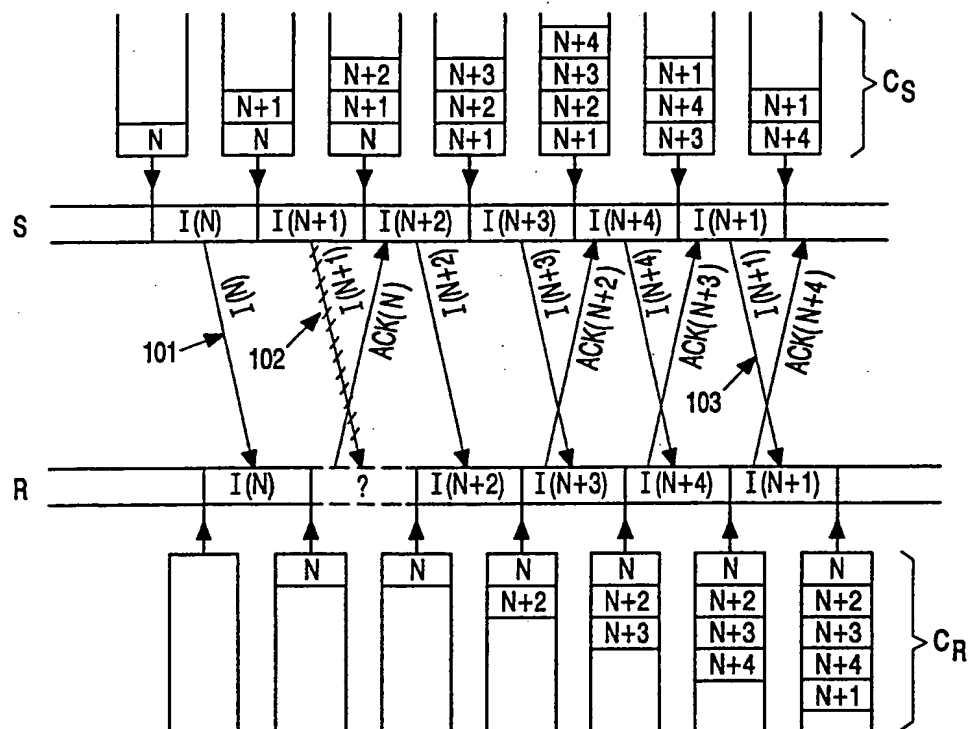 N+4
N+2 N+3 N+3 N+1
N+1 N+1 N+2 N+2 N+4 N+1
N N N N+1 N+1 N+3 N+4
CS
S I(N) I(N+1) I(N+2) I(N+3) I(N+4) I(N+1)
I(N) I(N+1) ACK(N) I(N+2) I(N+3) ACK(N+2) I(N+4) ACK(N+3) I(N+1) ACK(N+4)
101 102 103
R I(N) ? I(N+2) I(N+3) I(N+4) I(N+1)
N N N N N N
N+2 N+2 N+2 N+2
N+3 N+3 N+3
N+4 N+4
N+1
CR